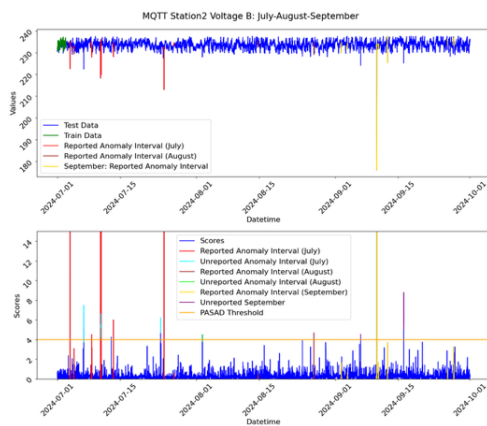 MQTT Station2 Voltage B: July-August-September
240
230
220
210
200
190
180
Values
Test Data
Train Data
Reported Anomaly Interval (July)
Reported Anomaly Interval (August)
September: Reported Anomaly Interval
2024-07-01
2024-07-15
2024-08-01
2024-08-15
2024-09-01
2024-09-15
2024-10-01
Datetime
14
12
10
8
6
4
2
0
Scores
Scores
Reported Anomaly Interval (July)
Unreported Anomaly Interval (July)
Reported Anomaly Interval (August)
Unreported Anomaly Interval (August)
Reported Anomaly Interval (September)
Unreported September
PASAD Threshold
2024-07-01
2024-07-15
2024-08-01
2024-08-15
2024-09-01
2024-09-15
2024-10-01
Datetime